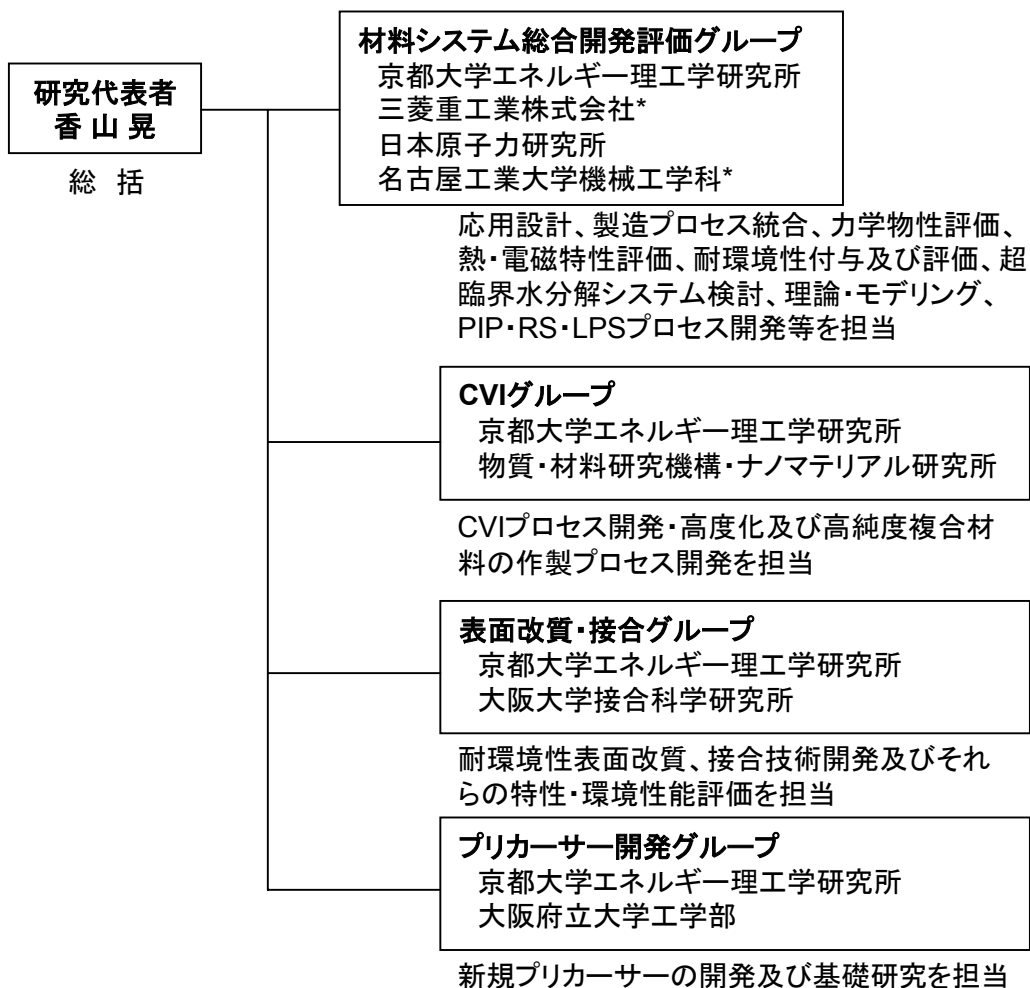 研究代表者
香 山 晃
総 括
材料システム総合開発評価グループ
京都大学エネルギー理工学研究所
三菱重工業株式会社*
日本原子力研究所
名古屋工業大学機械工学科*
応用設計、製造プロセス統合、力学物性評価、
熱・電磁特性評価、耐環境性付与及び評価、超
臨界水分解システム検討、理論・モデリング、
PIP・RS・LPSプロセス開発等を担当
CVIグループ
京都大学エネルギー理工学研究所
物質・材料研究機構・ナノマテリアル研究所
CVIプロセス開発・高度化及び高純度複合材
料の作製プロセス開発を担当
表面改質・接合グループ
京都大学エネルギー理工学研究所
大阪大学接合科学研究所
耐環境性表面改質、接合技術開発及びそれ
らの特性・環境性能評価を担当
プリカーサー開発グループ
京都大学エネルギー理工学研究所
大阪府立大学工学部
新規プリカーサーの開発及び基礎研究を担当